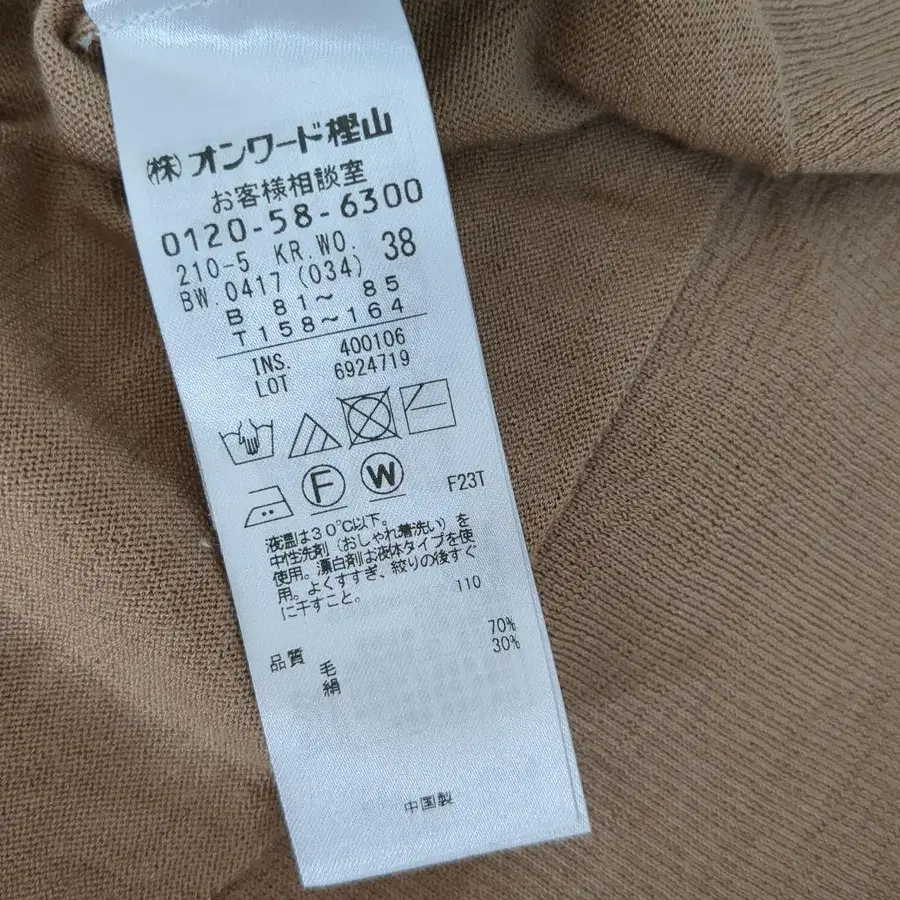 ㈱オンワード樫山
お客様相談室
0120-58-6300
210-5 KR.WO. 38
BW.0417(034)
B 81～ 85
T158～164
INS. 400106
LOT 6924719
F W F23T
液温は30℃以下。
中性洗剤（おしゃれ着洗い）を
使用。漂白剤は液体タイプを使
用。よくすすぎ、絞りの後すぐ
に干すこと。 110
品質 毛 70%
絹 30%
中国製